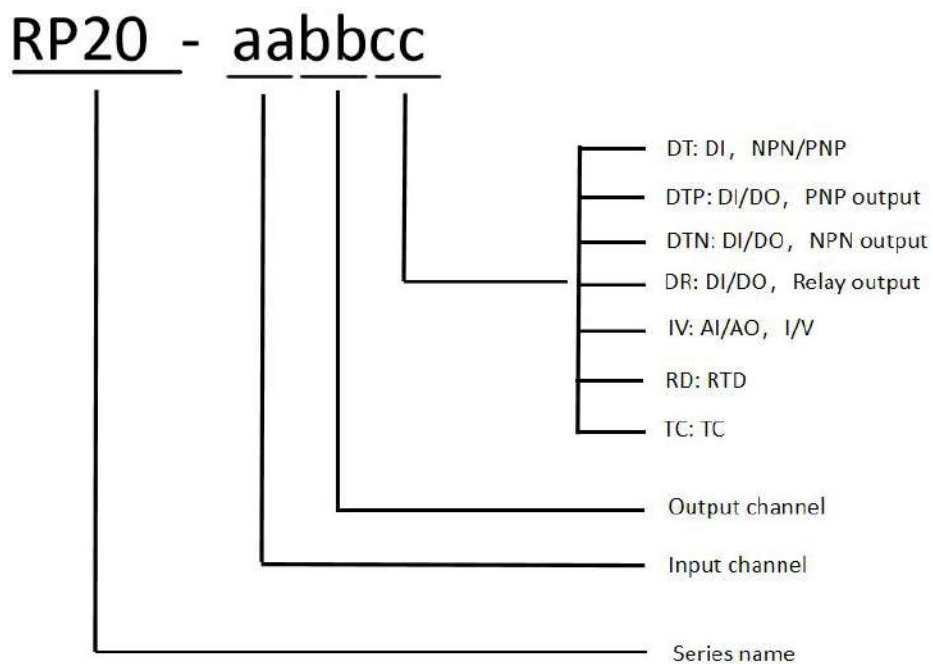 RP20 - aabbcc
DT: DI，NPN/PNP
DTP: DI/DO，PNP output
DTN: DI/DO，NPN output
DR: DI/DO，Relay output
IV: AI/AO，I/V
RD: RTD
TC: TC
Output channel
Input channel
Series name